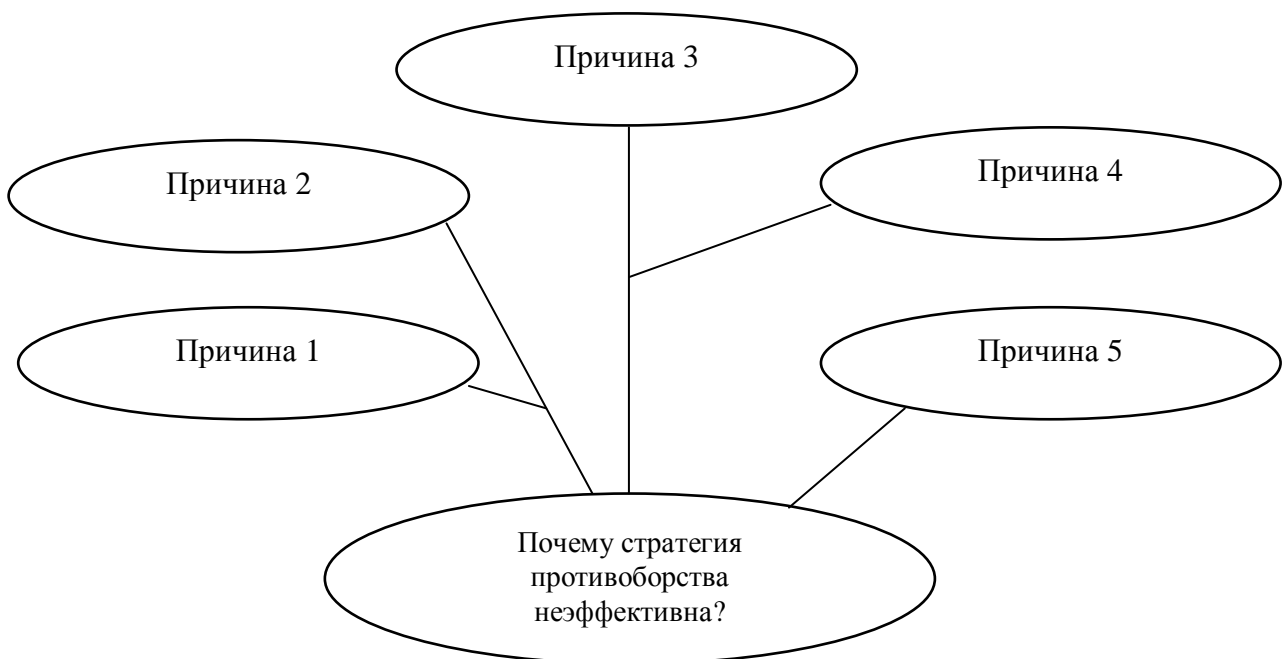 Причина 3
Причина 2
Причина 4
Причина 1
Причина 5
Почему стратегия
противоборства
неэффективна?